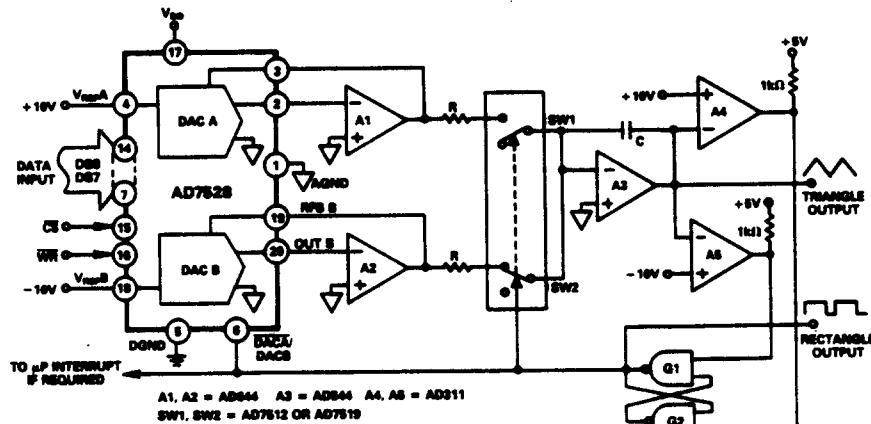 VDD
17
3
+10V
VREFA
4
DAC A
2
A1
R
SW1
14
DATA INPUT
DB0
DB7
7
AD7528
1
AGND
CS
15
19
RFB B
WR
16
DAC B
20
OUT B
-10V
VREFB
18
A2
R
SW2
5
DGND
6
DACA/
DACB
TO µP INTERRUPT
IF REQUIRED
C
A3
+10V
A4
+5V
1kΩ
+5V
1kΩ
A5
-10V
TRIANGLE
OUTPUT
RECTANGLE
OUTPUT
G1
G2
A1, A2 = AD644 A3 = AD544 A4, A5 = AD311
SW1, SW2 = AD7512 OR AD7519